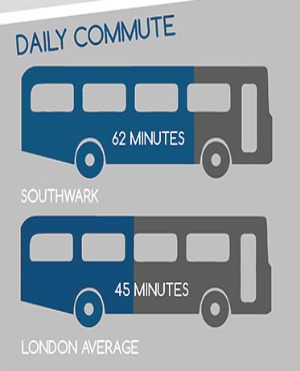 DAILY COMMUTE
62 MINUTES
SOUTHWARK
45 MINUTES
LONDON AVERAGE